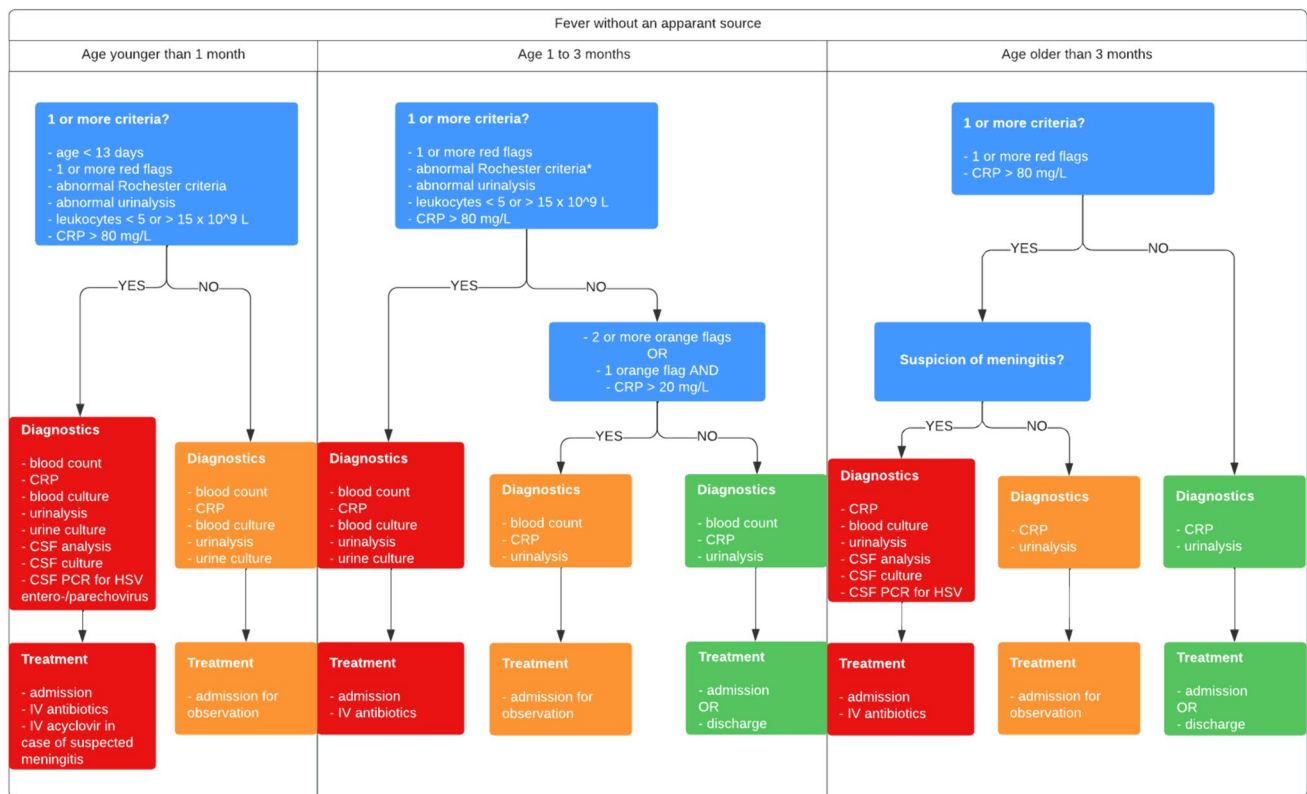 Fever without an apparant source
Age younger than 1 month
Age 1 to 3 months
Age older than 3 months
1 or more criteria?
- age < 13 days
- 1 or more red flags
- abnormal Rochester criteria
- abnormal urinalysis
- leukocytes < 5 or > 15 x 10^9 L
- CRP > 80 mg/L
1 or more criteria?
- 1 or more red flags
- abnormal Rochester criteria*
- abnormal urinalysis
- leukocytes < 5 or > 15 x 10^9 L
- CRP > 80 mg/L
1 or more criteria?
- 1 or more red flags
- CRP > 80 mg/L
YES
NO
YES
NO
YES
NO
- 2 or more orange flags
OR
- 1 orange flag AND
- CRP > 20 mg/L
Suspicion of meningitis?
YES
NO
YES
NO
Diagnostics
- blood count
- CRP
- blood culture
- urinalysis
- urine culture
- CSF analysis
- CSF culture
- CSF PCR for HSV
entero-/parechovirus
Diagnostics
- blood count
- CRP
- blood culture
- urinalysis
- urine culture
Diagnostics
- blood count
- CRP
- blood culture
- urinalysis
- urine culture
Diagnostics
- blood count
- CRP
- urinalysis
Diagnostics
- blood count
- CRP
- urinalysis
Diagnostics
- CRP
- blood culture
- urinalysis
- CSF analysis
- CSF culture
- CSF PCR for HSV
Diagnostics
- CRP
- urinalysis
Diagnostics
- CRP
- urinalysis
Treatment
- admission
- IV antibiotics
- IV acyclovir in
case of suspected
meningitis
Treatment
- admission for
observation
Treatment
- admission
- IV antibiotics
Treatment
- admission for
observation
Treatment
- admission
OR
- discharge
Treatment
- admission
- IV antibiotics
Treatment
- admission for
observation
Treatment
- admission
OR
- discharge